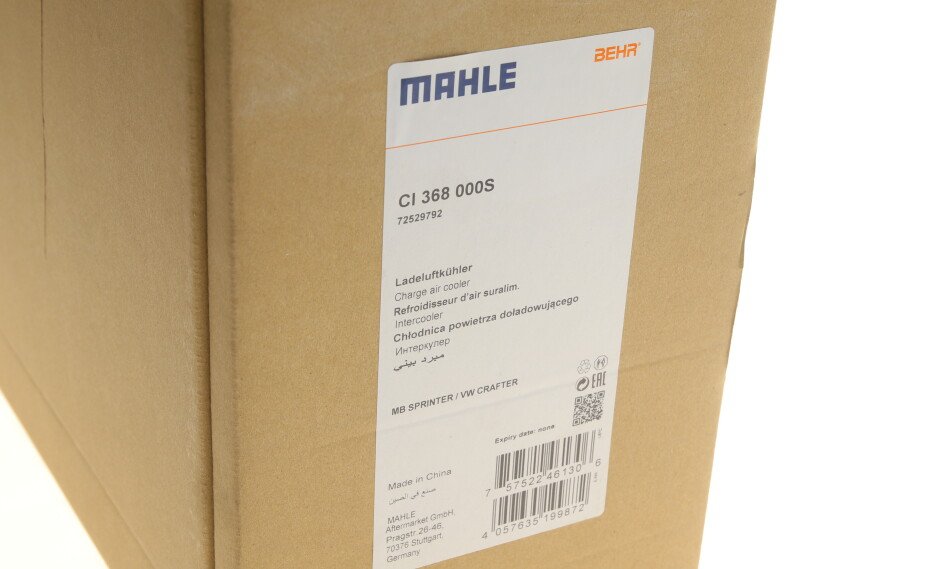 MAHLE
BEHR®
CI 368 000S
72529792
Ladeluftkühler
Charge air cooler
Refroidisseur d'air suralim.
Intercooler
Chłodnica powietrza doładowującego
Интеркулер
مبرد بيني
MB SPRINTER / VW CRAFTER
EAC
Expiry date: none
7 57522 46130 6
Made in China
صنع في الصين
4 057635 199872
MAHLE
Aftermarket GmbH,
Pragstr 26-46,
70376 Stuttgart,
Germany